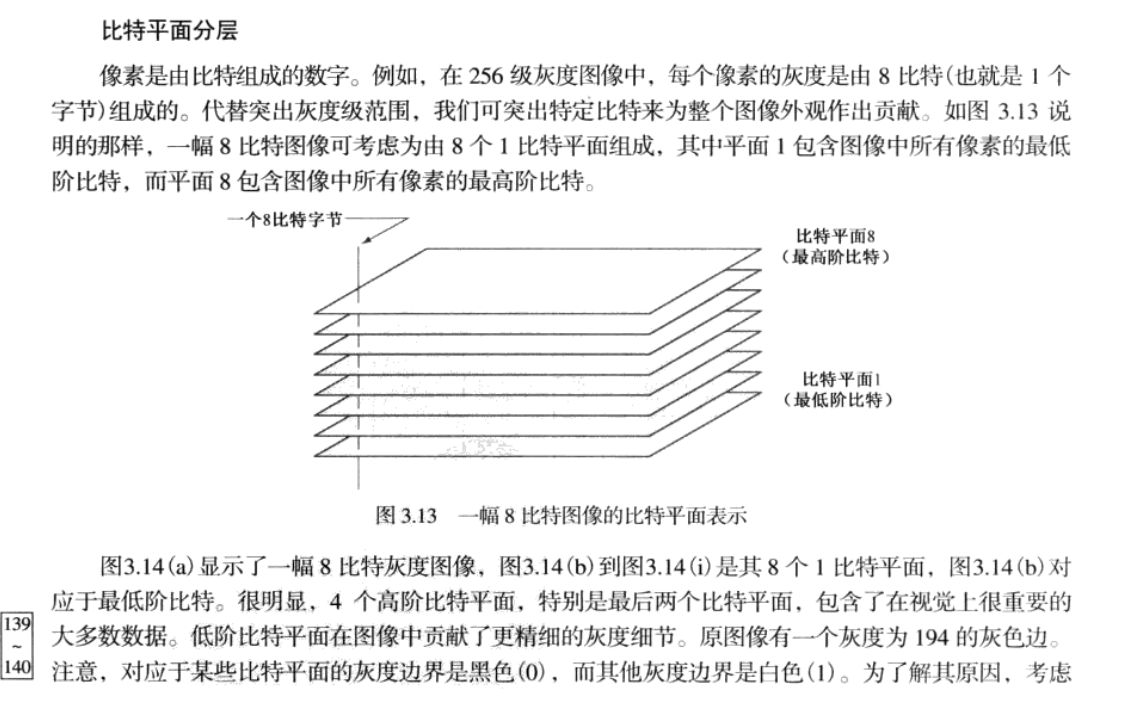 比特平面分层
像素是由比特组成的数字。例如，在 256 级灰度图像中，每个像素的灰度是由 8 比特(也就是 1 个
字节)组成的。代替突出灰度级范围，我们可突出特定比特来为整个图像外观作出贡献。如图 3.13 说
明的那样，一幅 8 比特图像可考虑为由 8 个 1 比特平面组成，其中平面 1 包含图像中所有像素的最低
阶比特，而平面 8 包含图像中所有像素的最高阶比特。
一个8比特字节
比特平面8
（最高阶比特）
比特平面1
（最低阶比特）
图 3.13 一幅 8 比特图像的比特平面表示
图3.14(a)显示了一幅 8 比特灰度图像，图3.14(b)到图3.14(i)是其 8 个 1 比特平面，图3.14(b)对
应于最低阶比特。很明显，4 个高阶比特平面，特别是最后两个比特平面，包含了在视觉上很重要的
139
~
140
大多数数据。低阶比特平面在图像中贡献了更精细的灰度细节。原图像有一个灰度为 194 的灰色边。
注意，对应于某些比特平面的灰度边界是黑色(0)，而其他灰度边界是白色(1)。为了解其原因，考虑